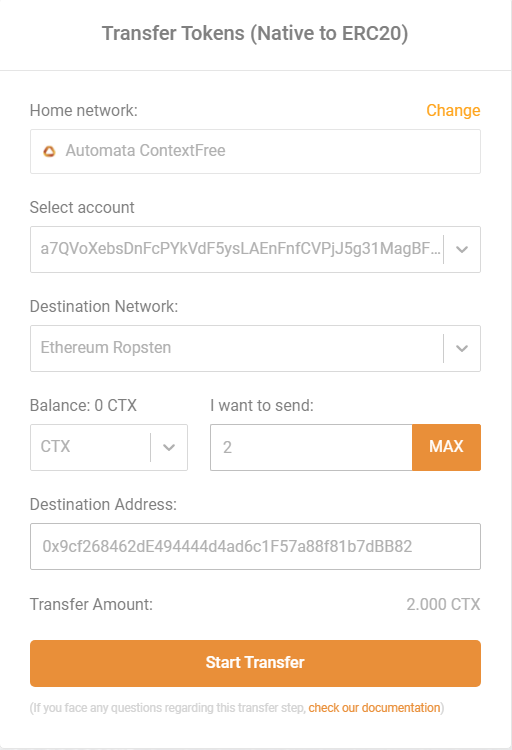 Transfer Tokens (Native to ERC20)
Home network: Change
Automata ContextFree
Select account
a7QVoXebsDnFcPYkVdF5ysLAEnFnfCVPjJ5g31MagBF...
Destination Network:
Ethereum Ropsten
Balance: 0 CTX I want to send:
CTX 2 MAX
Destination Address:
0x9cf268462dE494444d4ad6c1F57a88f81b7dBB82
Transfer Amount: 2.000 CTX
Start Transfer
(If you face any questions regarding this transfer step, check our documentation)